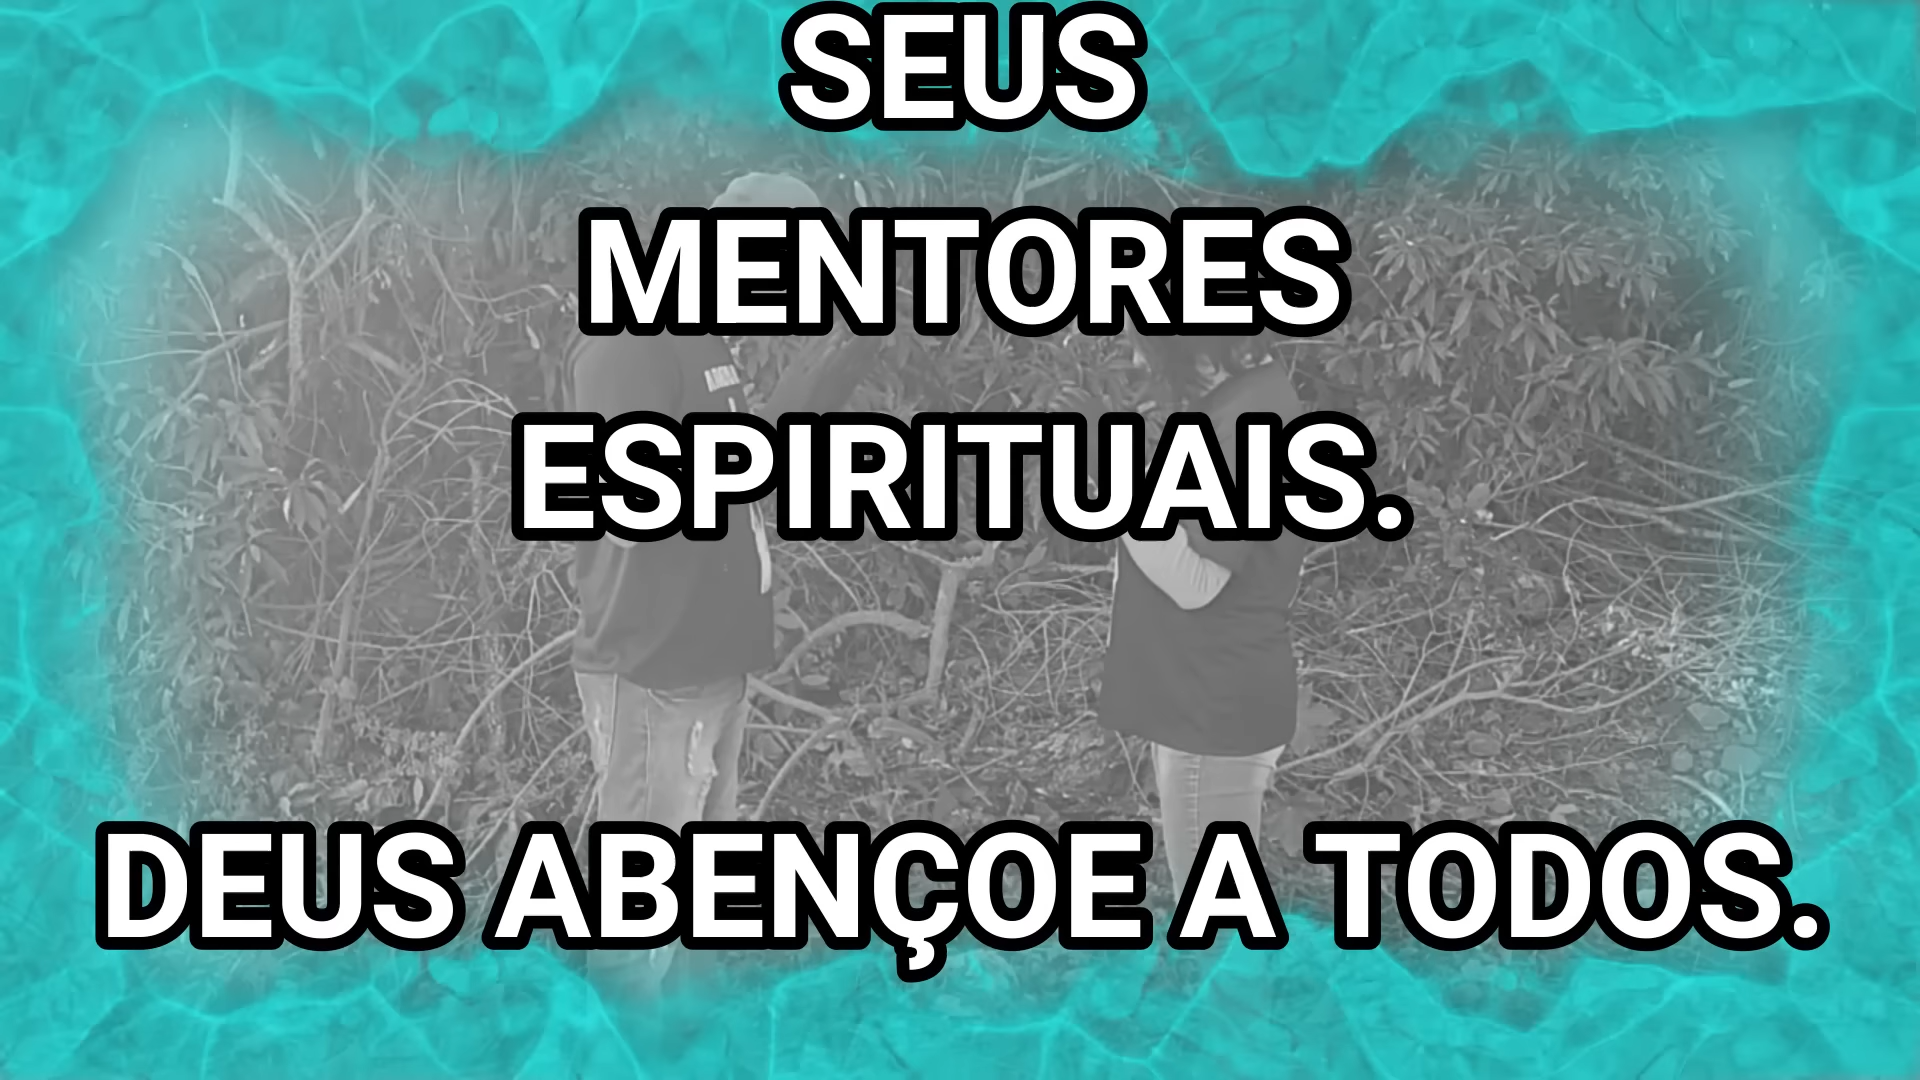 SEUS
MENTORES
ESPIRITUAIS.
DEUS ABENÇOE A TODOS.